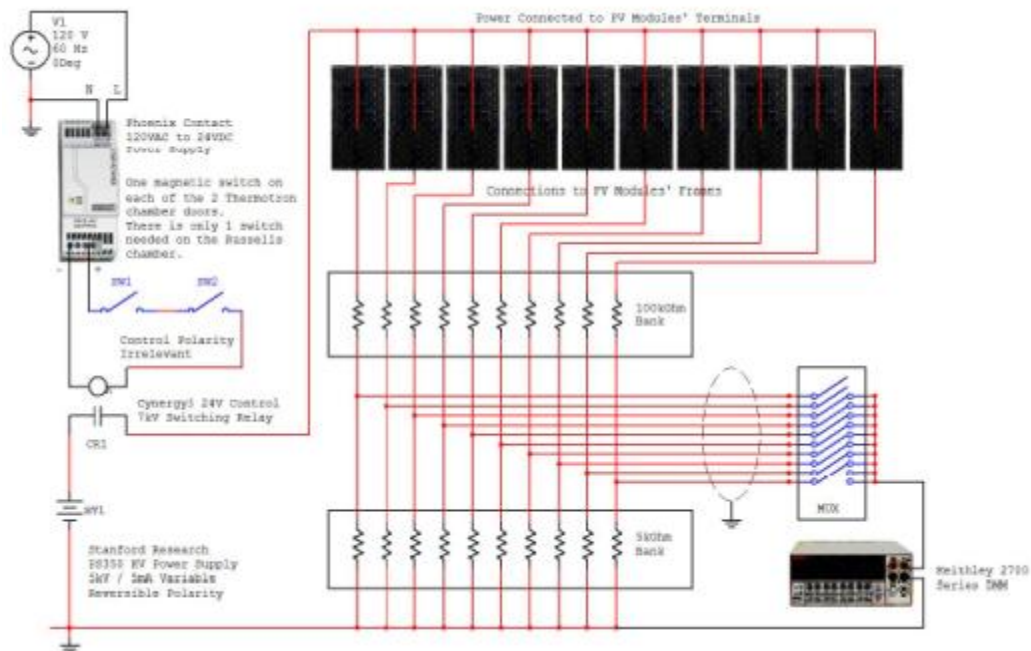 Power Connected to PV Modules' Terminals
V1
120 V
60 Hz
0Deg
N L
Phoenix Contact
120VAC to 24VDC
Power Supply
One magnetic switch on
each of the 2 Thermotron
chamber doors.
There is only 1 switch
needed on the Russells
chamber.
Connections to PV Modules' Frames
- +
SW1 SW2
100kOhm
Bank
Control Polarity
Irrelevant
Cynergy3 24V Control
7kV Switching Relay
CR1
MUX
HV1
5kOhm
Bank
Stanford Research
PS350 HV Power Supply
5kV / 5mA Variable
Reversible Polarity
Keithley 2700
Series DMM